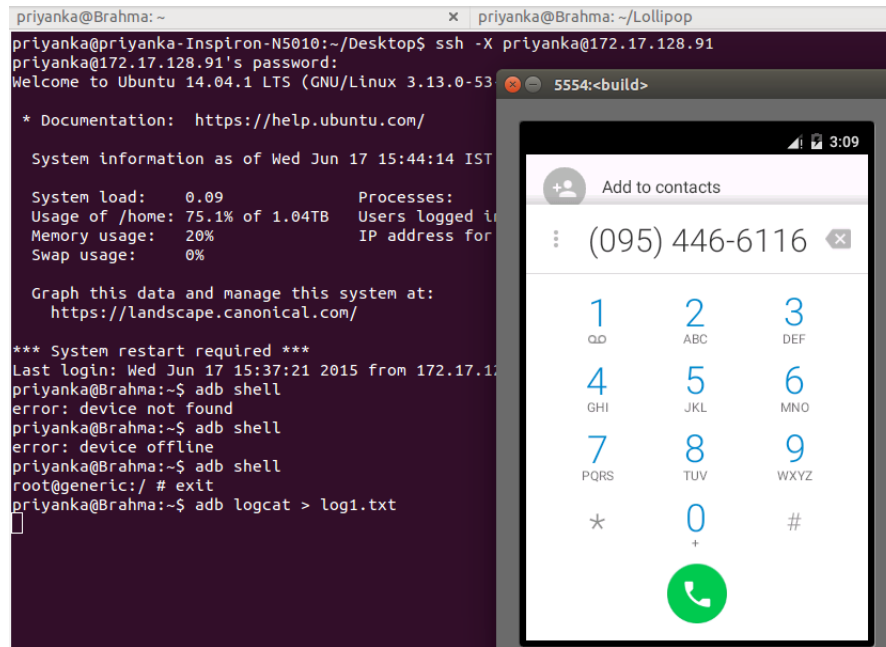 priyanka@Brahma: ~ × priyanka@Brahma: ~/Lollipop
priyanka@priyanka-Inspiron-N5010:~/Desktop$ ssh -X priyanka@172.17.128.91
priyanka@172.17.128.91's password:
Welcome to Ubuntu 14.04.1 LTS (GNU/Linux 3.13.0-53-
* Documentation: https://help.ubuntu.com/
System information as of Wed Jun 17 15:44:14 IST
System load: 0.09 Processes:
Usage of /home: 75.1% of 1.04TB Users logged i
Memory usage: 20% IP address for
Swap usage: 0%
Graph this data and manage this system at:
https://landscape.canonical.com/
*** System restart required ***
Last login: Wed Jun 17 15:37:21 2015 from 172.17.12
priyanka@Brahma:~$ adb shell
error: device not found
priyanka@Brahma:~$ adb shell
error: device offline
priyanka@Brahma:~$ adb shell
root@generic:/ # exit
priyanka@Brahma:~$ adb logcat > log1.txt
5554:<build>
3:09
Add to contacts
(095) 446-6116
1 2 3
ABC DEF
4 5 6
GHI JKL MNO
7 8 9
PQRS TUV WXYZ
* 0 #
+